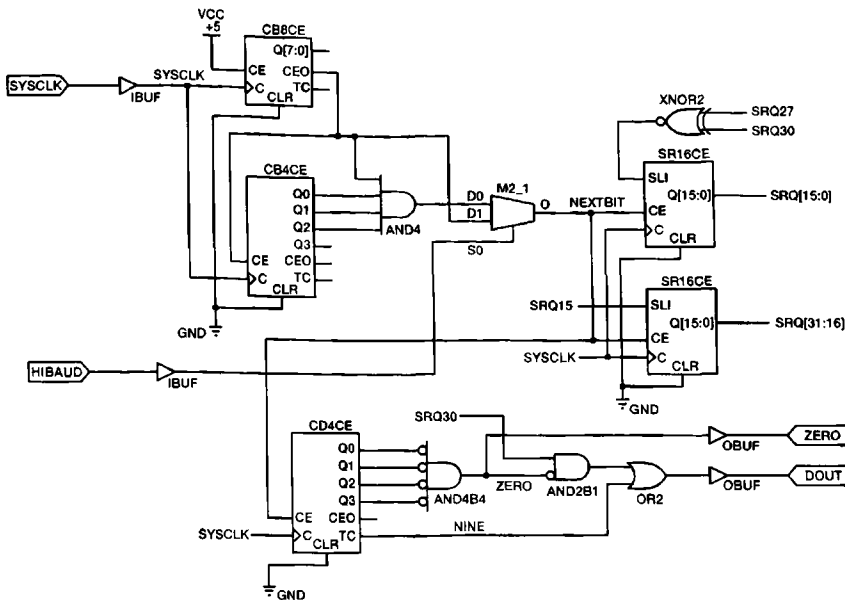 VCC
+5
CB8CE
Q[7:0]
CE
CEO
SYSCLK
SYSCLK
C
TC
IBUF
CLR
XNOR2
SRQ27
SRQ30
SR16CE
CB4CE
SLI
M2_1
Q[15:0]
SRQ[15:0]
Q0
D0
O
NEXTBIT
CE
Q1
D1
C
Q2
AND4
CLR
Q3
S0
CE
CEO
SR16CE
C
TC
CLR
SRQ15
SLI
Q[15:0]
SRQ[31:16]
GND
CE
SYSCLK
C
HIBAUD
CLR
IBUF
GND
SRQ30
CD4CE
Q0
ZERO
Q1
OBUF
Q2
AND4B4
ZERO
AND2B1
DOUT
Q3
OR2
OBUF
CE
CEO
SYSCLK
C
TC
NINE
CLR
GND